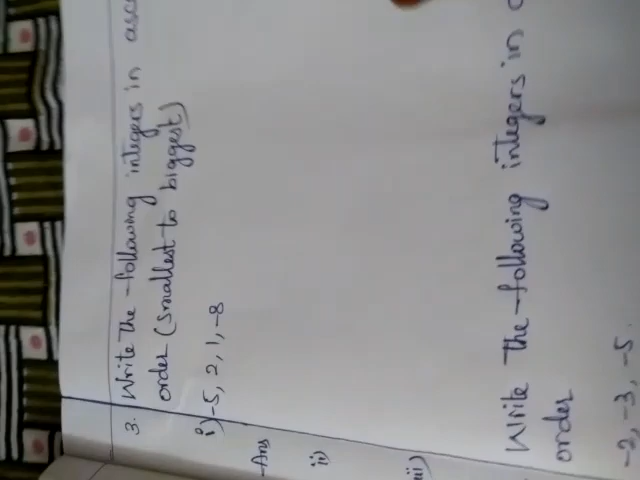 3. Write the following integers in
order (smallest to biggest)
i) -5, 2, 1, -8
Ans
ii)
iii)
Write the following integers in
order
-2, -3, -5.